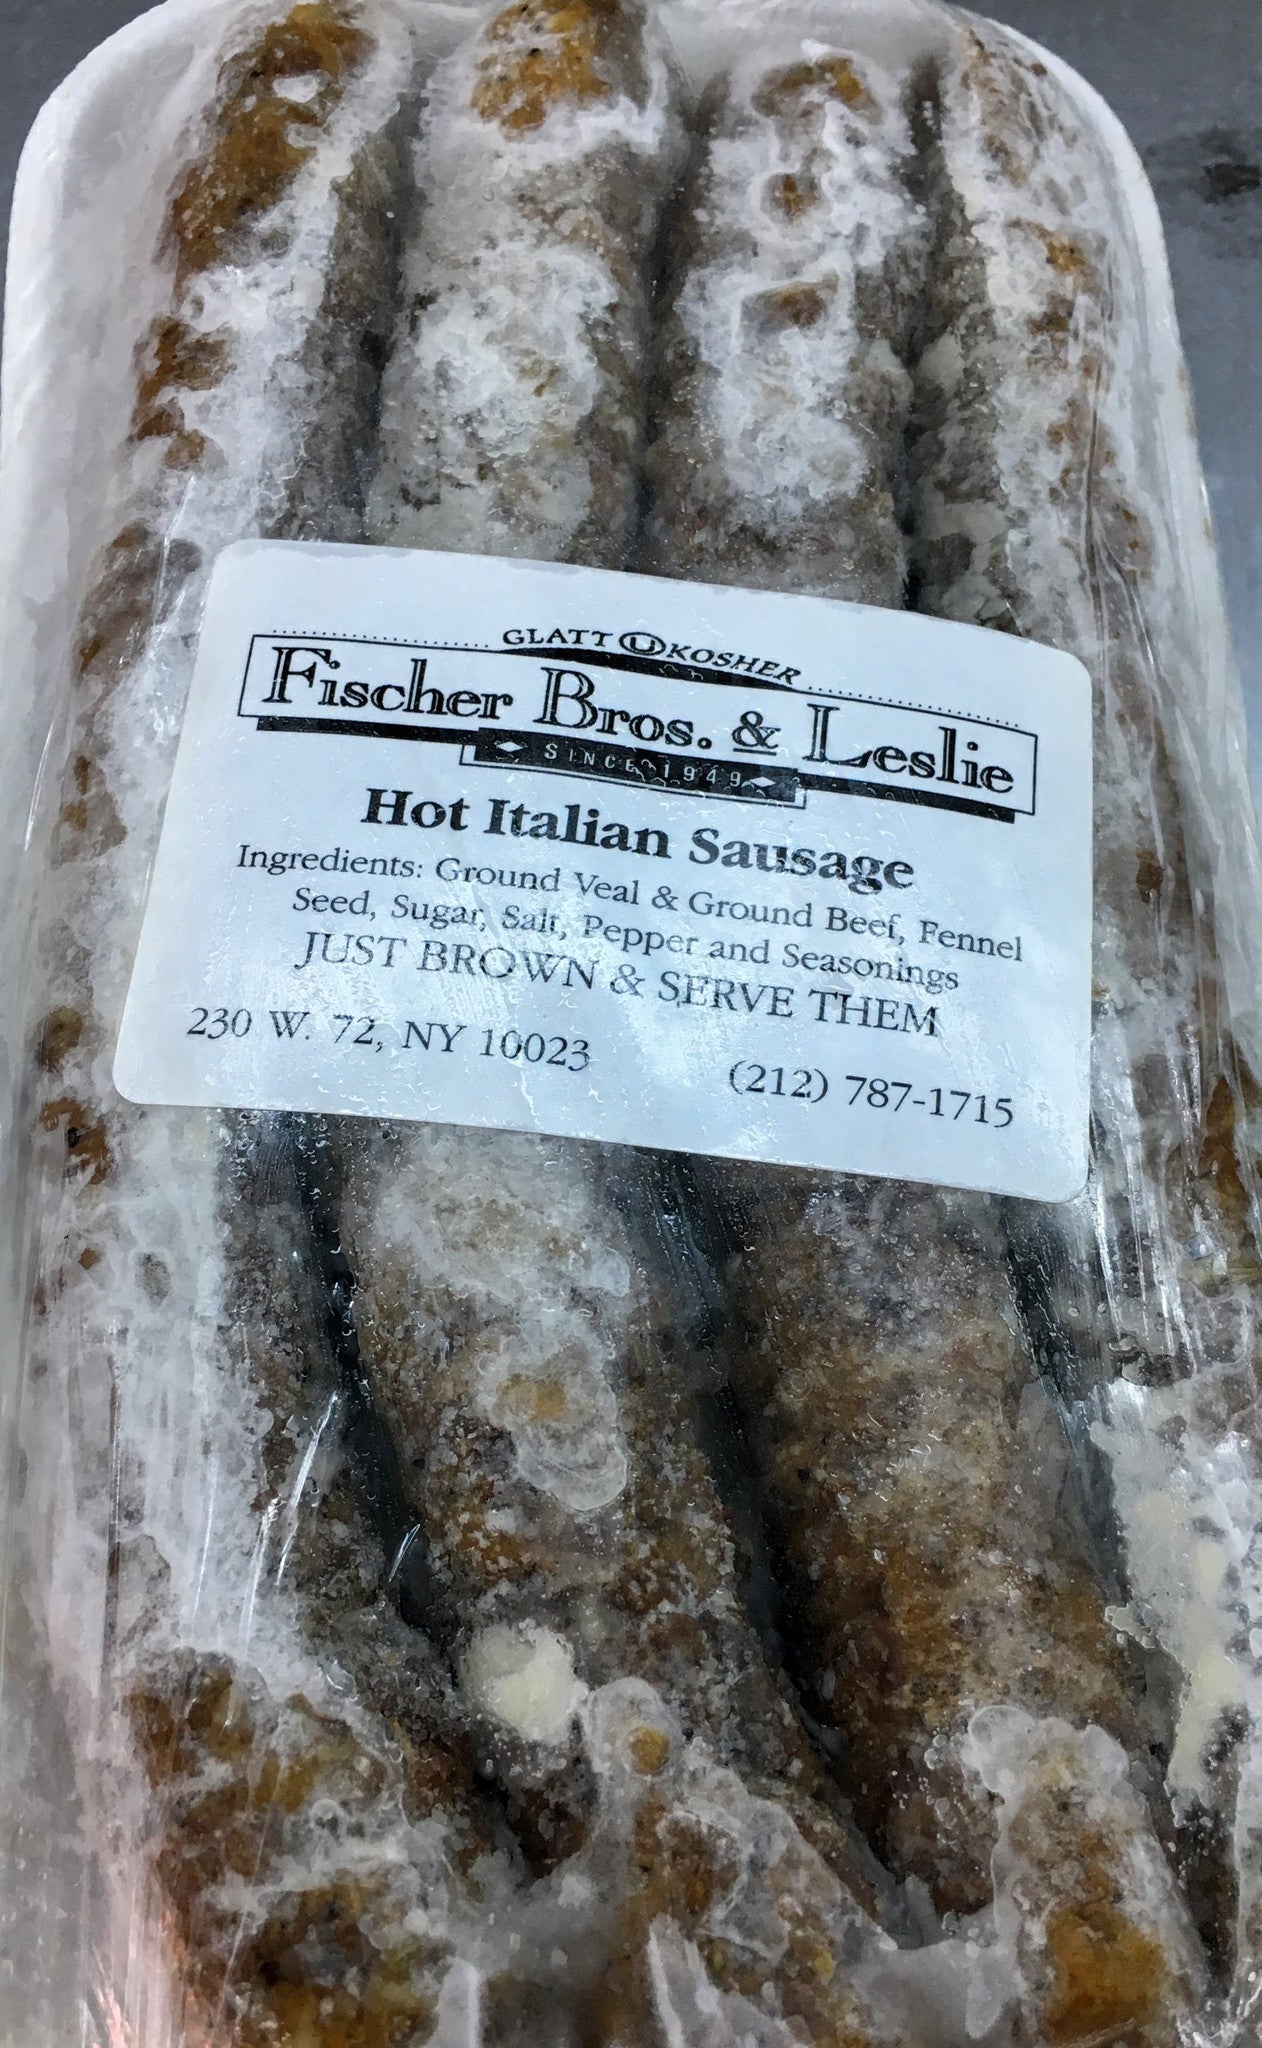 GLATT U KOSHER
Fischer Bros. & Leslie
SINCE 1949
Hot Italian Sausage
Ingredients: Ground Veal & Ground Beef, Fennel
Seed, Sugar, Salt, Pepper and Seasonings
JUST BROWN & SERVE THEM
230 W. 72, NY 10023 (212) 787-1715